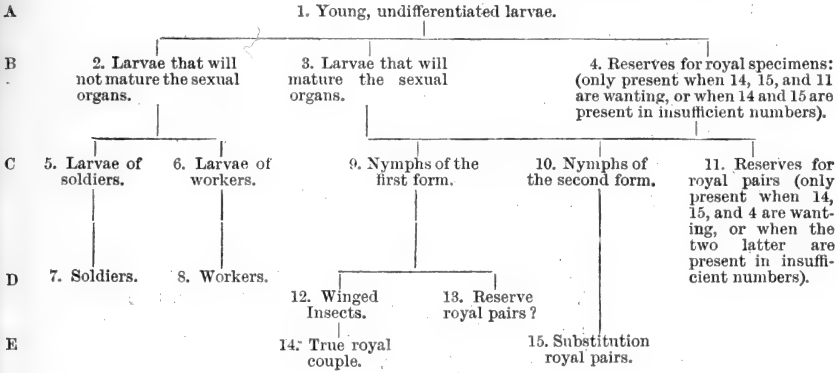 A
1. Young, undifferentiated larvae.
B
2. Larvae that will
not mature the sexual
organs.
3. Larvae that will
mature the sexual
organs.
4. Reserves for royal specimens:
(only present when 14, 15, and 11
are wanting, or when 14 and 15 are
present in insufficient numbers).
C
5. Larvae of
soldiers.
6. Larvae of
workers.
9. Nymphs of the
first form.
10. Nymphs of
the second form.
11. Reserves for
royal pairs (only
present when 14,
15, and 4 are want-
ing, or when the
two latter are
present in insuffi-
cient numbers).
D
7. Soldiers.
8. Workers.
12. Winged
Insects.
13. Reserve
royal pairs?
E
14. True royal
couple.
15. Substitution
royal pairs.